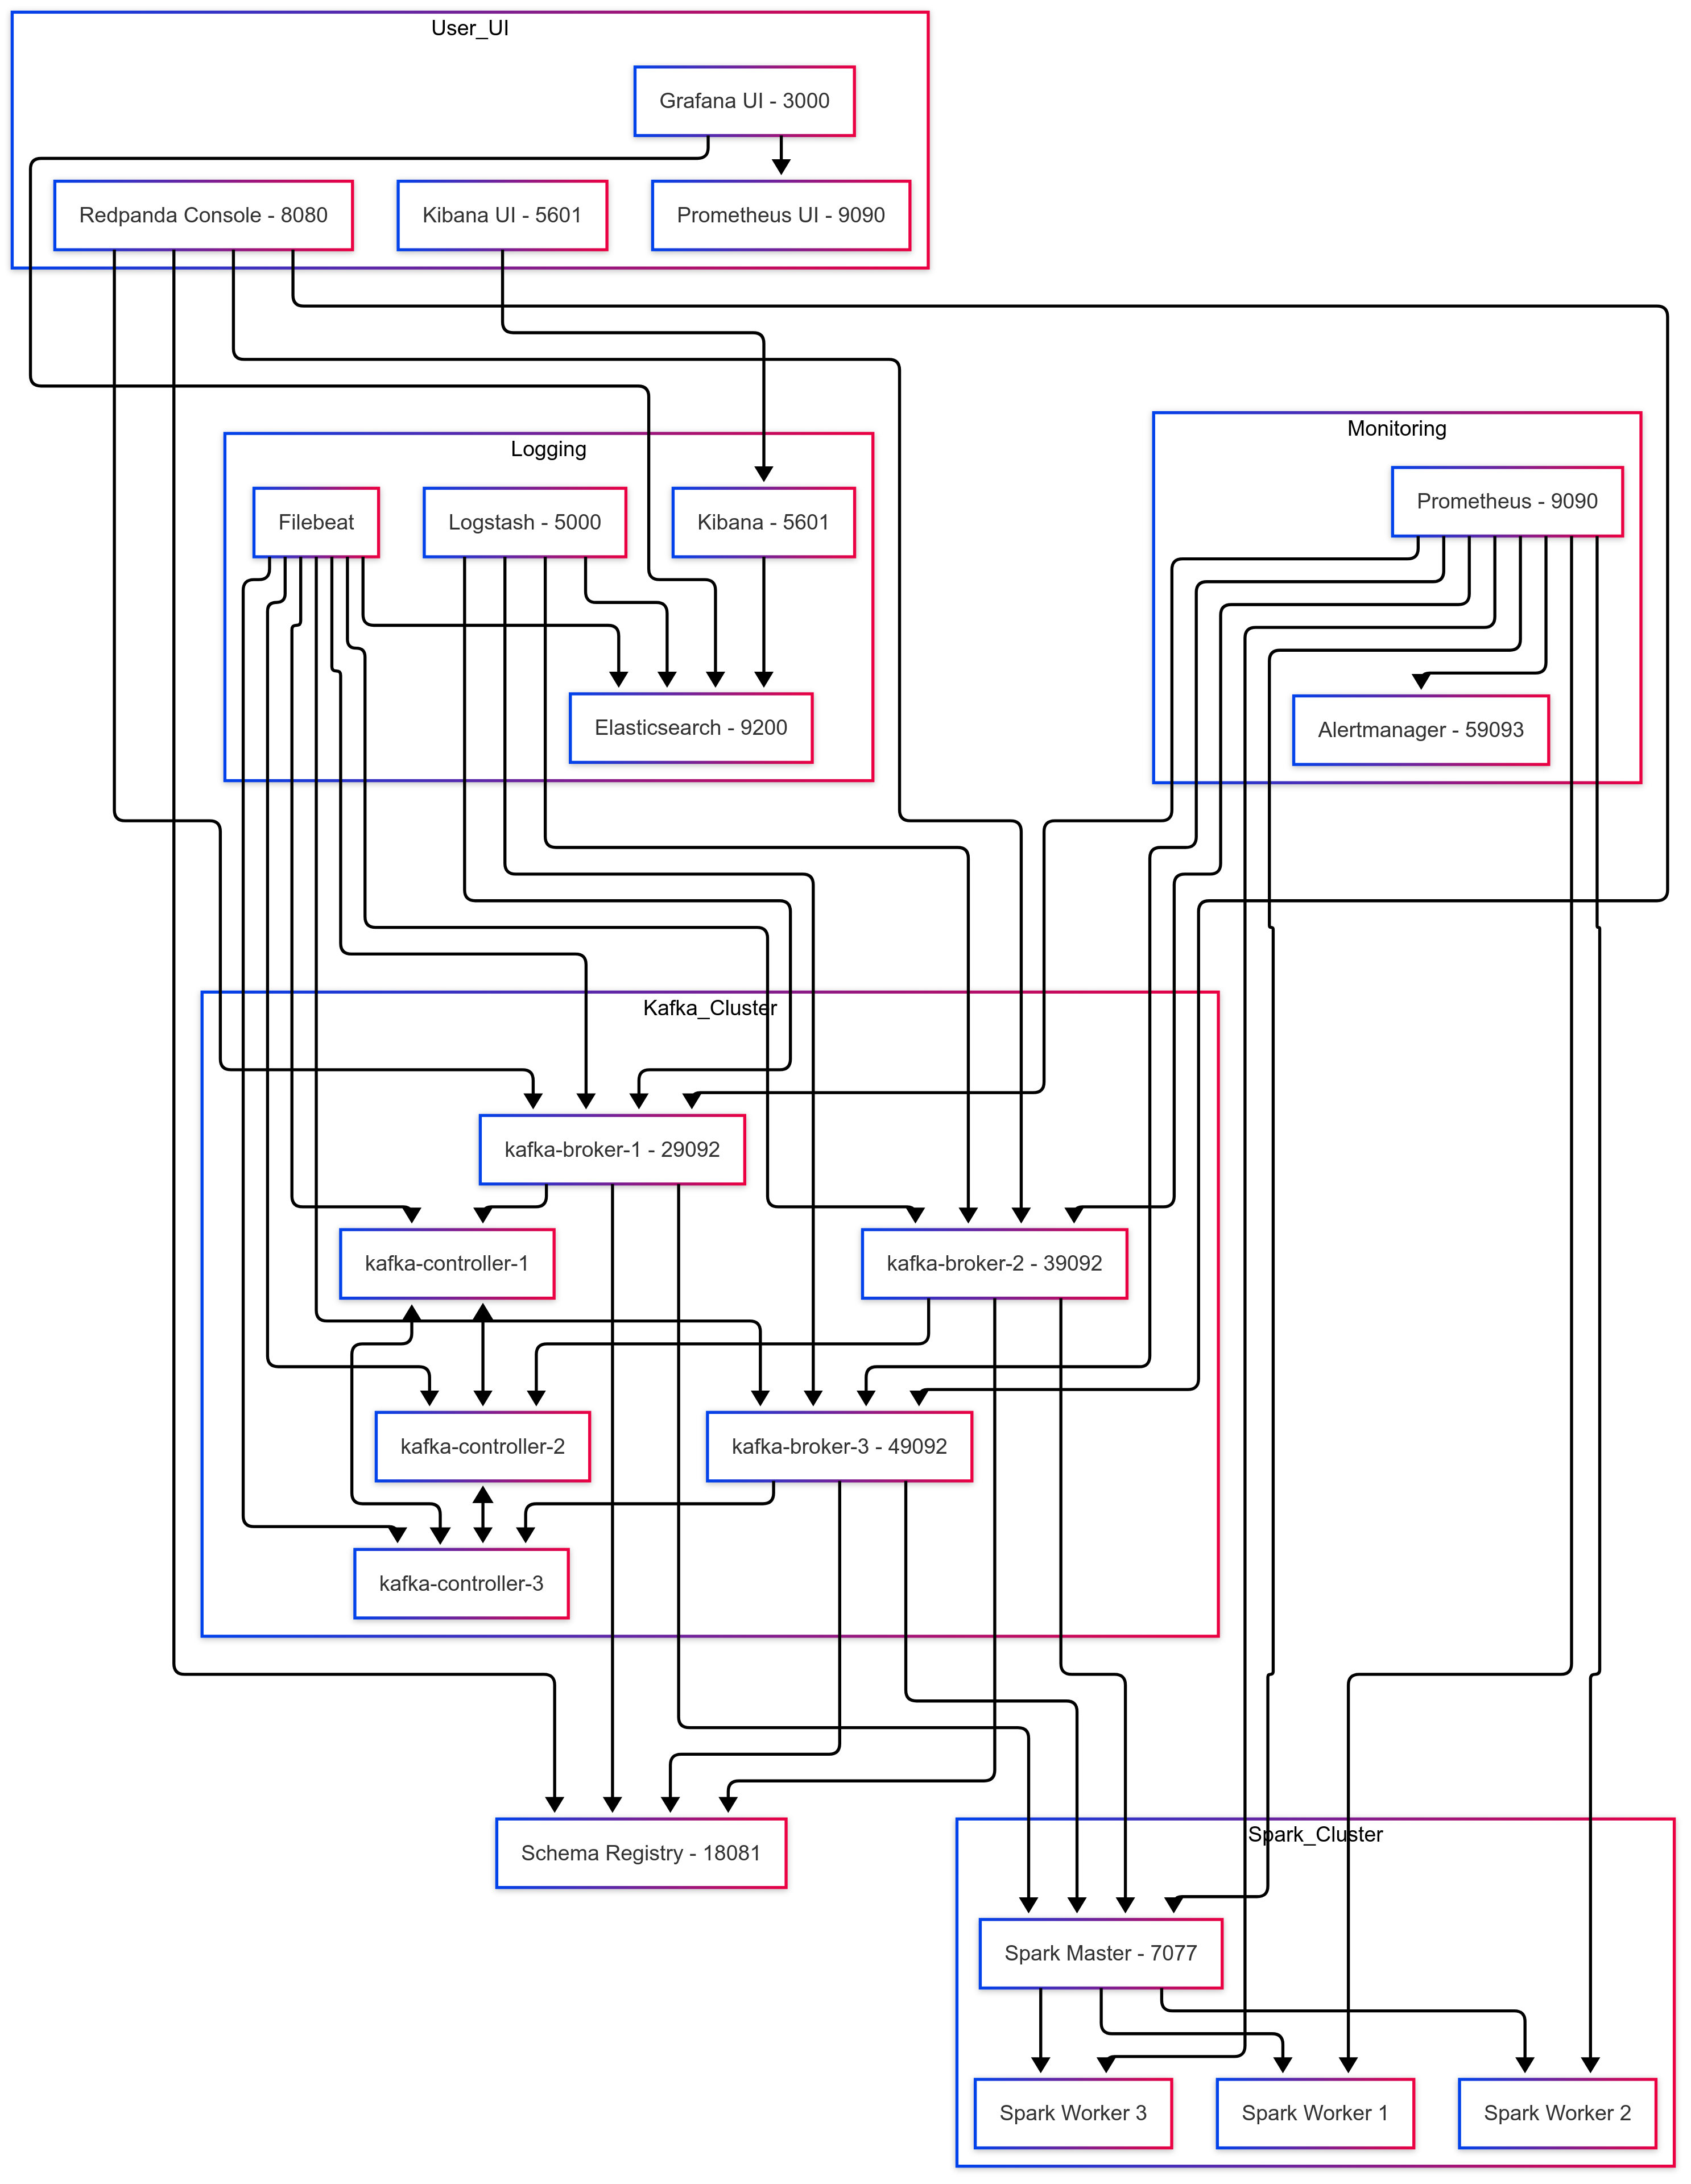 User_UI
Grafana UI - 3000
Redpanda Console - 8080
Kibana UI - 5601
Prometheus UI - 9090
Logging
Filebeat
Logstash - 5000
Kibana - 5601
Elasticsearch - 9200
Monitoring
Prometheus - 9090
Alertmanager - 59093
Kafka_Cluster
kafka-broker-1 - 29092
kafka-controller-1
kafka-broker-2 - 39092
kafka-controller-2
kafka-broker-3 - 49092
kafka-controller-3
Schema Registry - 18081
Spark_Cluster
Spark Master - 7077
Spark Worker 3
Spark Worker 1
Spark Worker 2